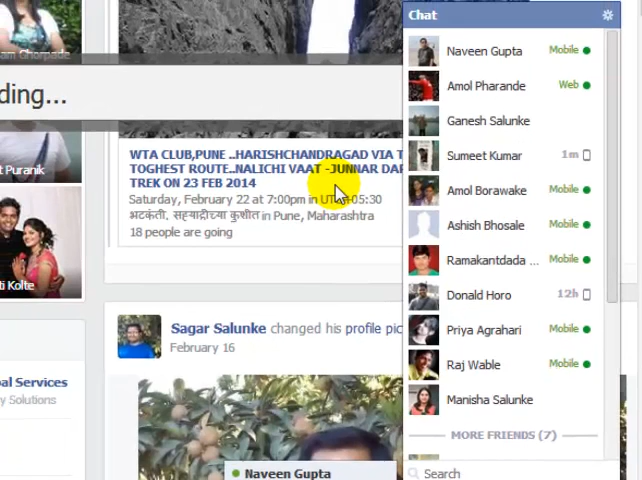 am Ghorpade
ding...
t Puranik
ti Kolte
al Services
y Solutions
WTA CLUB,PUNE ..HARISHCHANDRAGAD VIA T
TOGHEST ROUTE..NALICHI VAAT -JUNNAR DAR
TREK ON 23 FEB 2014
Saturday, February 22 at 7:00pm in UTC+05:30
भटकंती, सह्याद्रीच्या कुशीत in Pune, Maharashtra
18 people are going
Sagar Salunke changed his profile pic
February 16
Naveen Gupta
Chat
Naveen Gupta Mobile
Amol Pharande Web
Ganesh Salunke
Sumeet Kumar 1m
Amol Borawake Mobile
Ashish Bhosale Mobile
Ramakantdada ... Mobile
Donald Horo 12h
Priya Agrahari Mobile
Raj Wable Mobile
Manisha Salunke
MORE FRIENDS (7)
Search